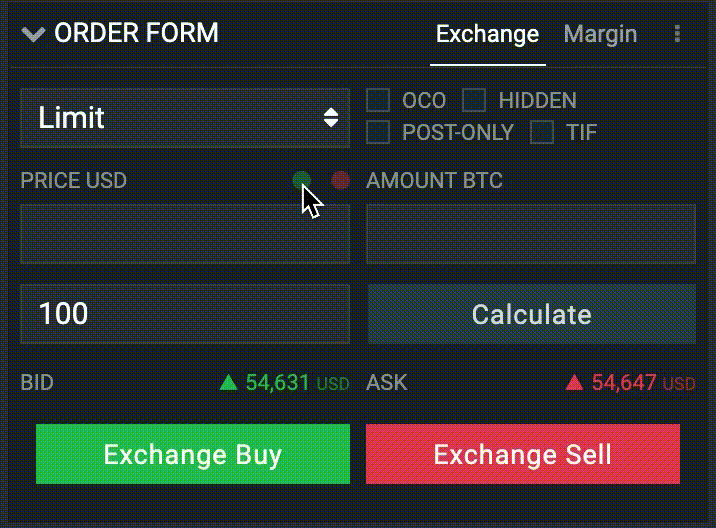 ORDER FORM Exchange Margin
Limit
OCO HIDDEN
POST-ONLY TIF
PRICE USD AMOUNT BTC
100 Calculate
BID ▲ 54,631 USD ASK ▲ 54,647 USD
Exchange Buy Exchange Sell